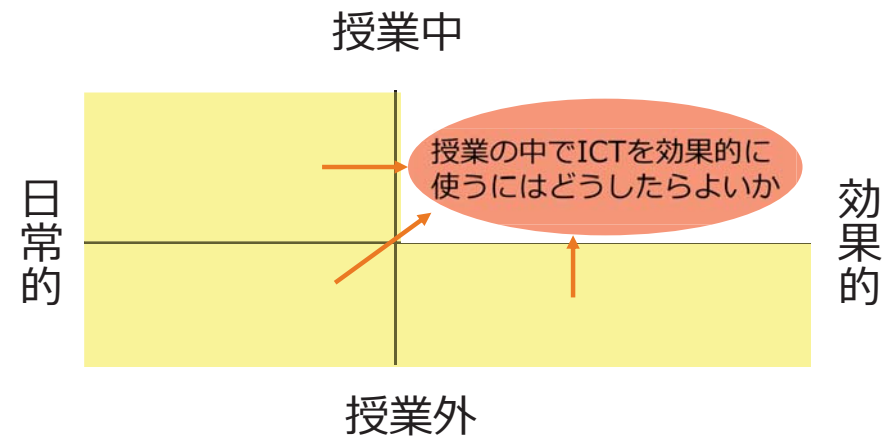 授業中
授業の中でICTを効果的に
使うにはどうしたらよいか
日常的
効果的
授業外